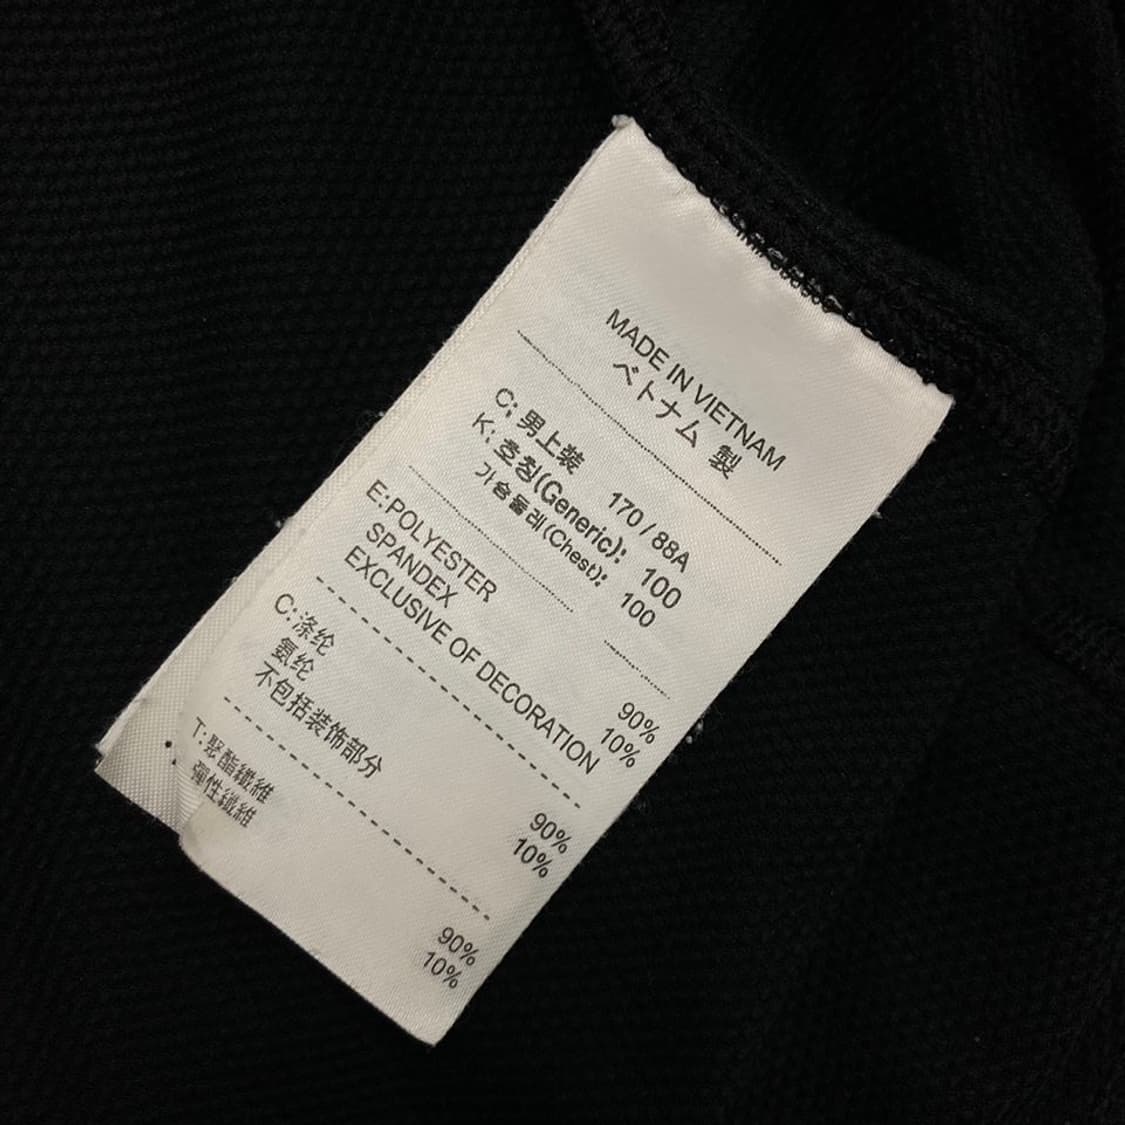 MADE IN VIETNAM
ベトナム 製
C: 男上装 170 / 88A
K: 호칭(Generic): 100
가슴둘레(Chest): 100
E:POLYESTER 90%
SPANDEX 10%
EXCLUSIVE OF DECORATION
C:涤纶 90%
氨纶 10%
不包括装饰部分
T:聚酯纖維 90%
彈性纖維 10%